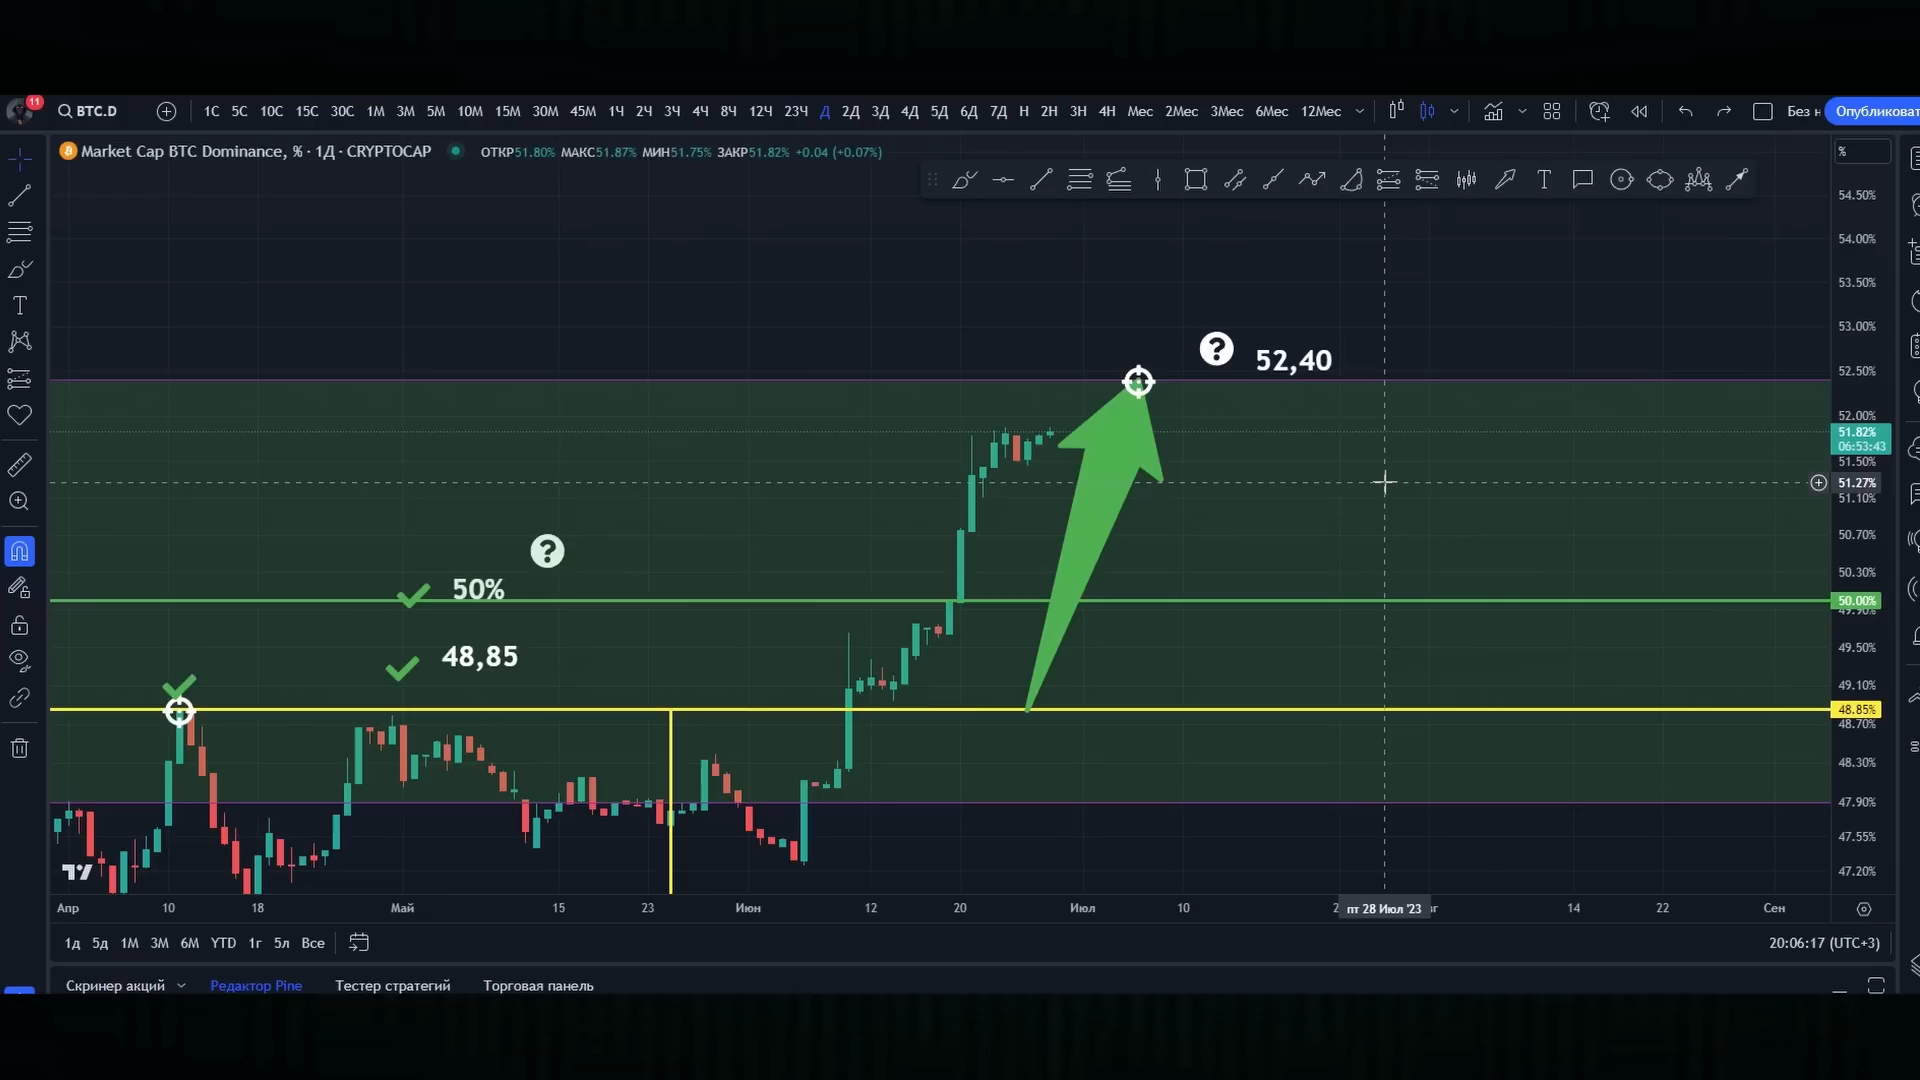 11
BTC.D
1С 5С 10С 15С 30С 1М 3М 5М 10М 15М 30М 45М 1Ч 2Ч 3Ч 4Ч 8Ч 12Ч 23Ч Д 2Д 3Д 4Д 5Д 6Д 7Д Н 2Н 3Н 4Н Мес 2Мес 3Мес 6Мес 12Мес
Без н
Опубликоват
Market Cap BTC Dominance, % · 1Д · CRYPTOCAP
ОТКР51.80% МАКС51.87% МИН51.75% ЗАКР51.82% +0.04 (+0.07%)
%
54.50%
54.00%
53.50%
53.00%
? 52,40
52.50%
52.00%
51.82%
06:53:43
51.50%
51.27%
51.10%
50.70%
?
50.30%
50%
50.00%
49.90%
49.50%
48,85
49.10%
48.85%
48.70%
48.30%
47.90%
47.55%
47.20%
Апр 10 18 Май 15 23 Июн 12 20 Июл 10 пт 28 Июл '23 14 22 Сен
1д 5д 1М 3М 6М YTD 1г 5л Все
20:06:17 (UTC+3)
Скринер акций Редактор Pine Тестер стратегий Торговая панель